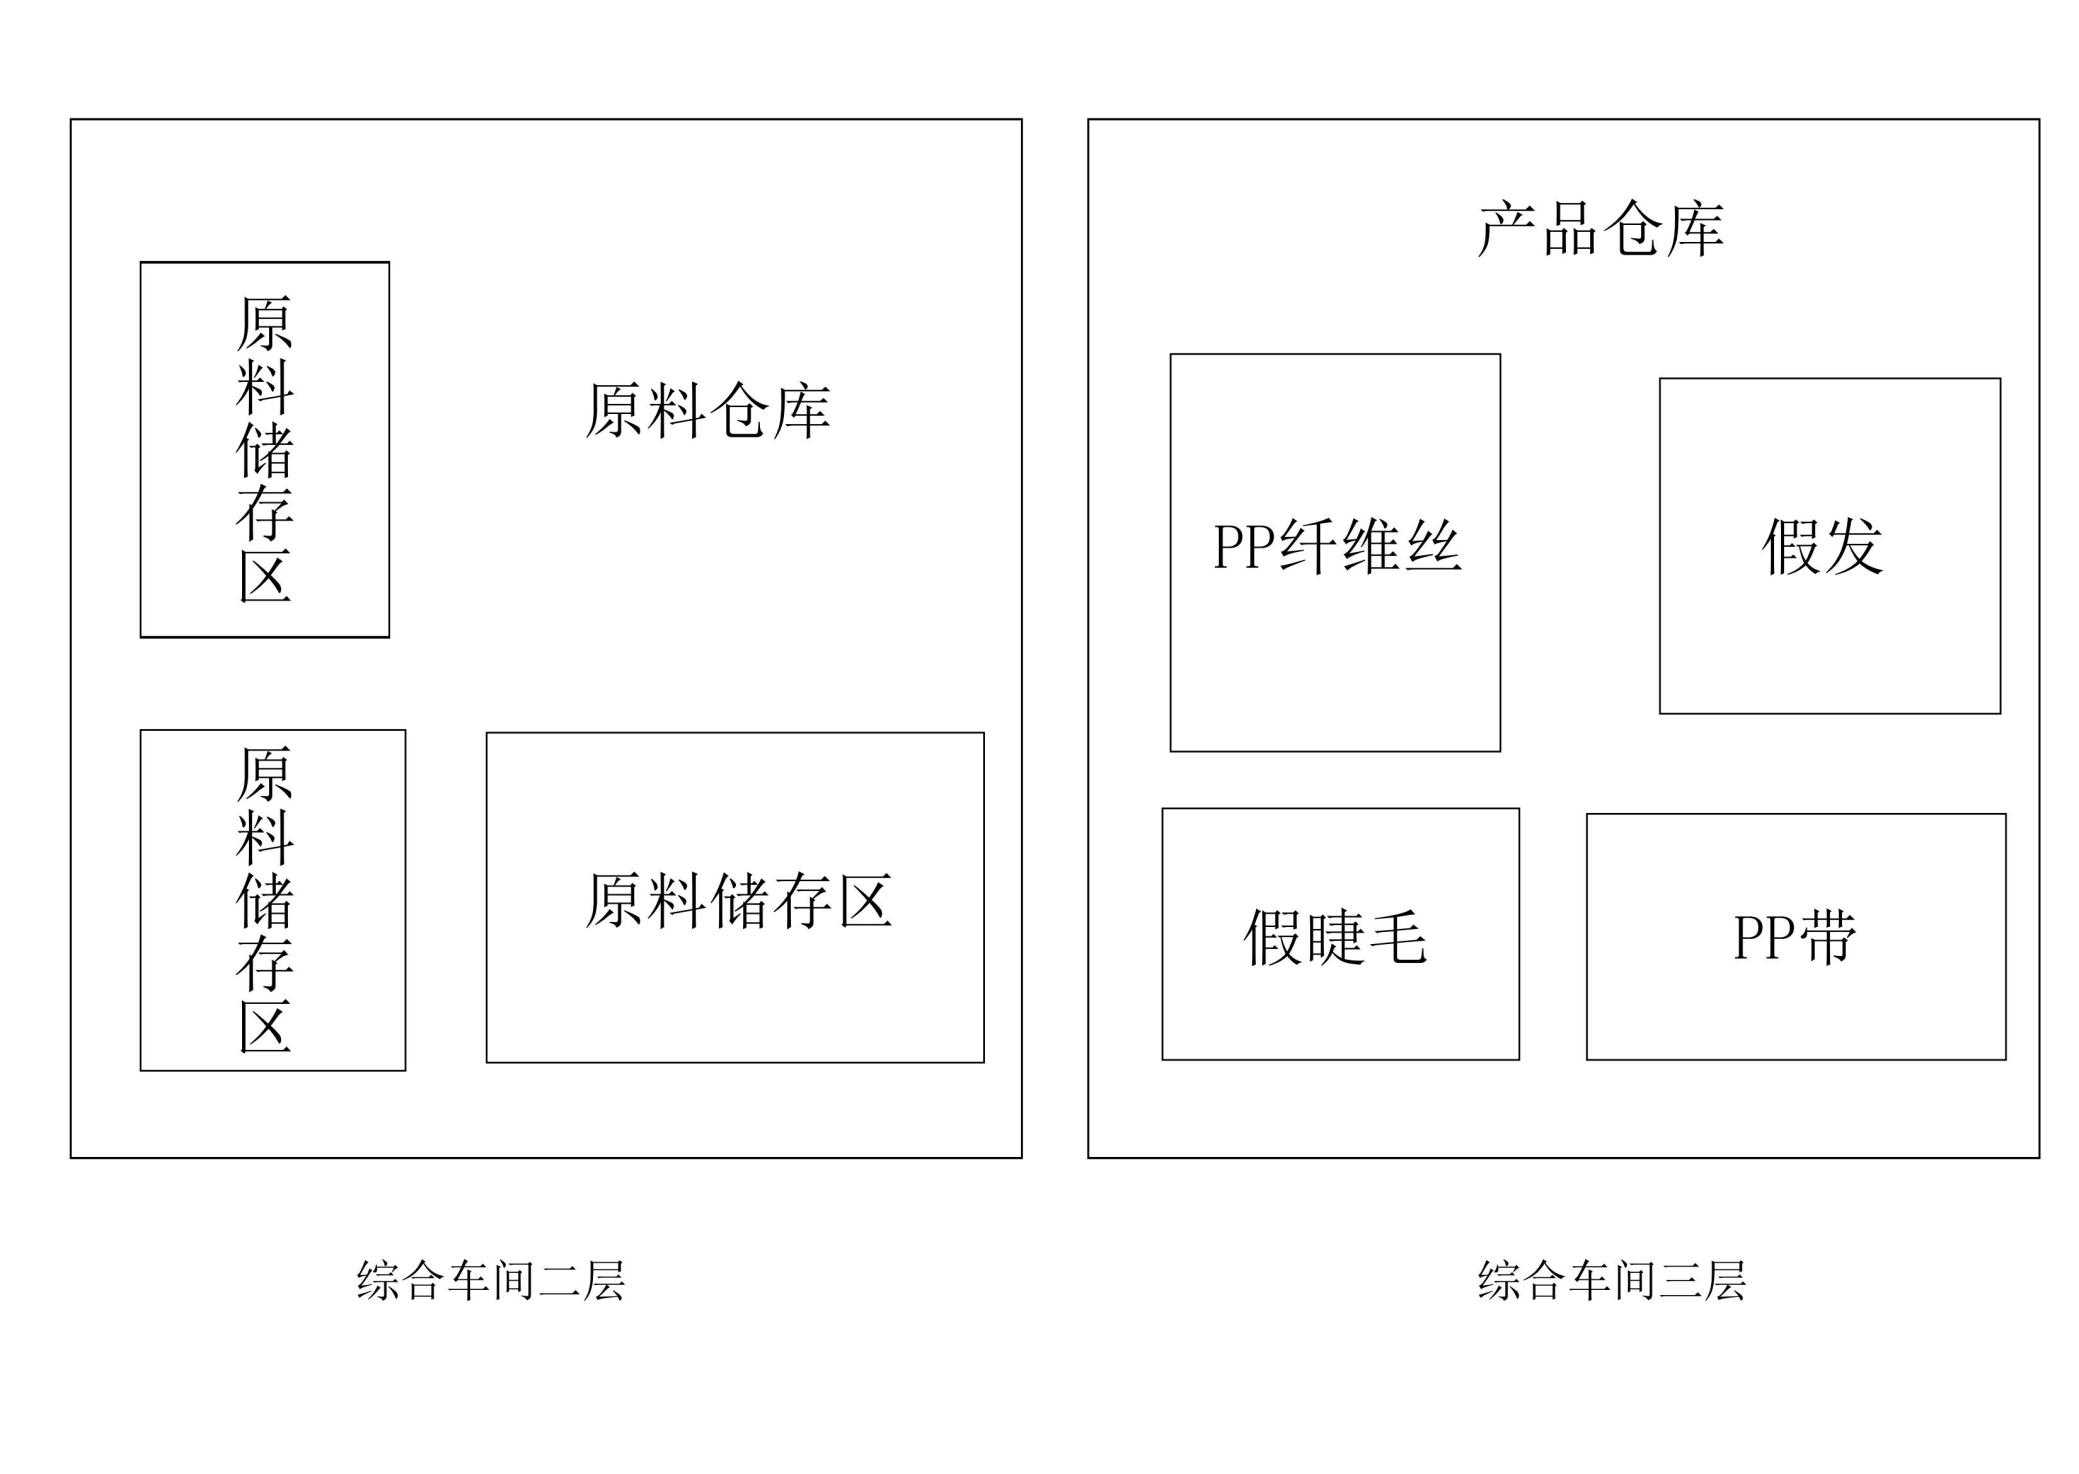 原料储存区
原料仓库
原料储存区
原料储存区
综合车间二层
产品仓库
PP纤维丝
假发
假睫毛
PP带
综合车间三层